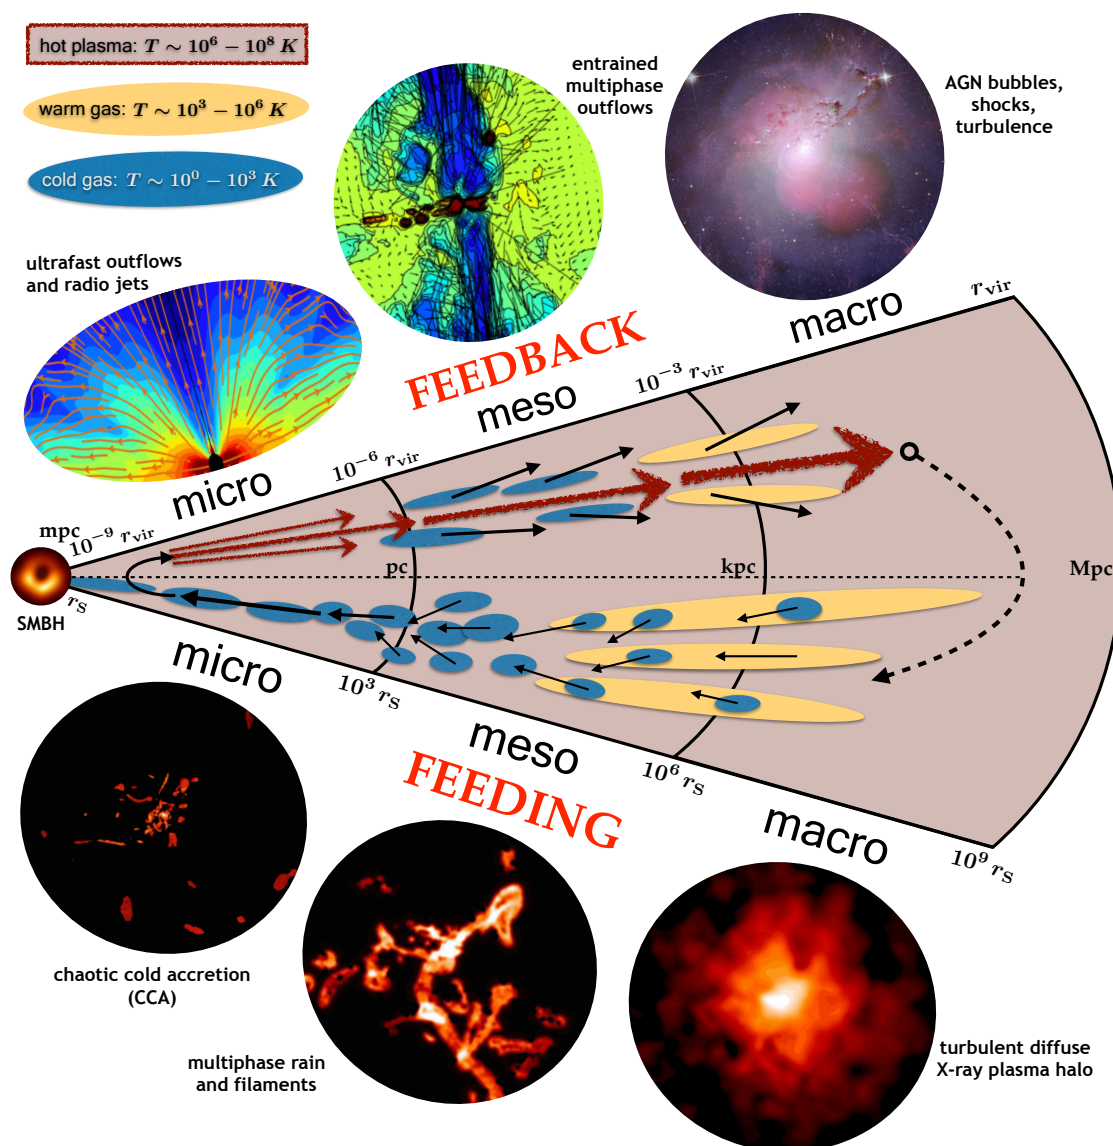 hot plasma: T ∼ 10⁶ − 10⁸ K
warm gas: T ∼ 10³ − 10⁶ K
cold gas: T ∼ 10⁰ − 10³ K
entrained
multiphase
outflows
AGN bubbles,
shocks,
turbulence
ultrafast outflows
and radio jets
FEEDBACK
micro
meso
macro
10⁻⁹ r_vir
10⁻⁶ r_vir
10⁻³ r_vir
r_vir
mpc
pc
kpc
Mpc
SMBH
r_S
10³ r_S
10⁶ r_S
10⁹ r_S
micro
meso
macro
FEEDING
chaotic cold accretion
(CCA)
multiphase rain
and filaments
turbulent diffuse
X-ray plasma halo